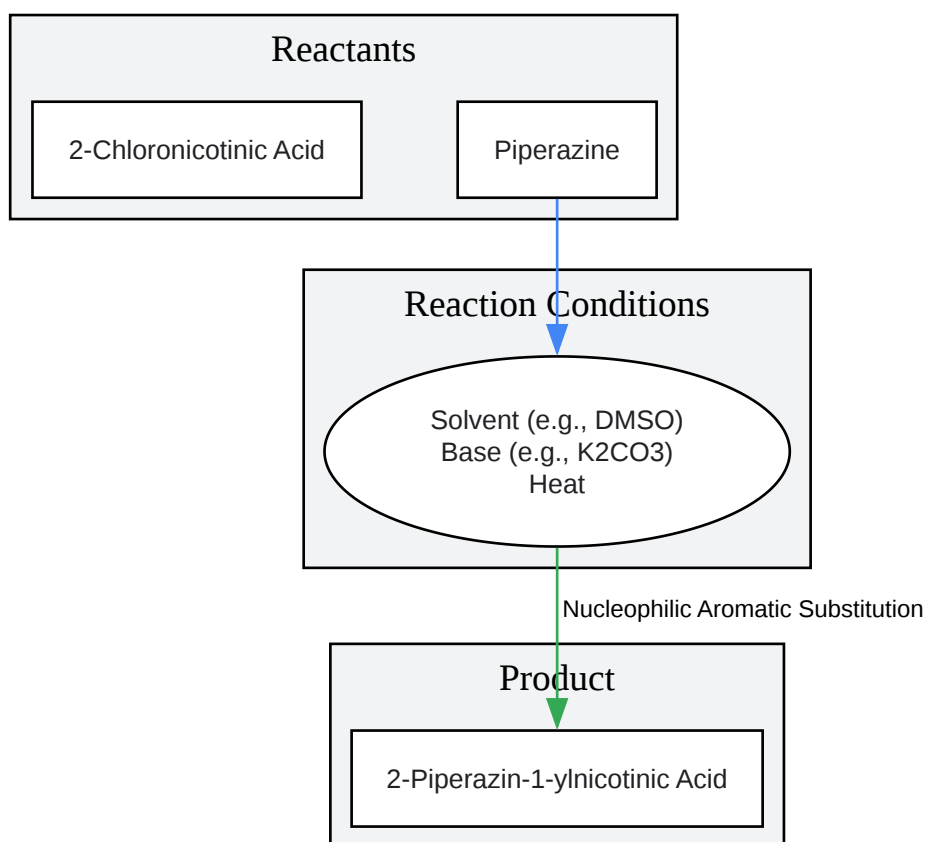 Reactants
2-Chloronicotinic Acid
Piperazine
Reaction Conditions
Solvent (e.g., DMSO)
Base (e.g., K2CO3)
Heat
Nucleophilic Aromatic Substitution
Product
2-Piperazin-1-ylnicotinic Acid